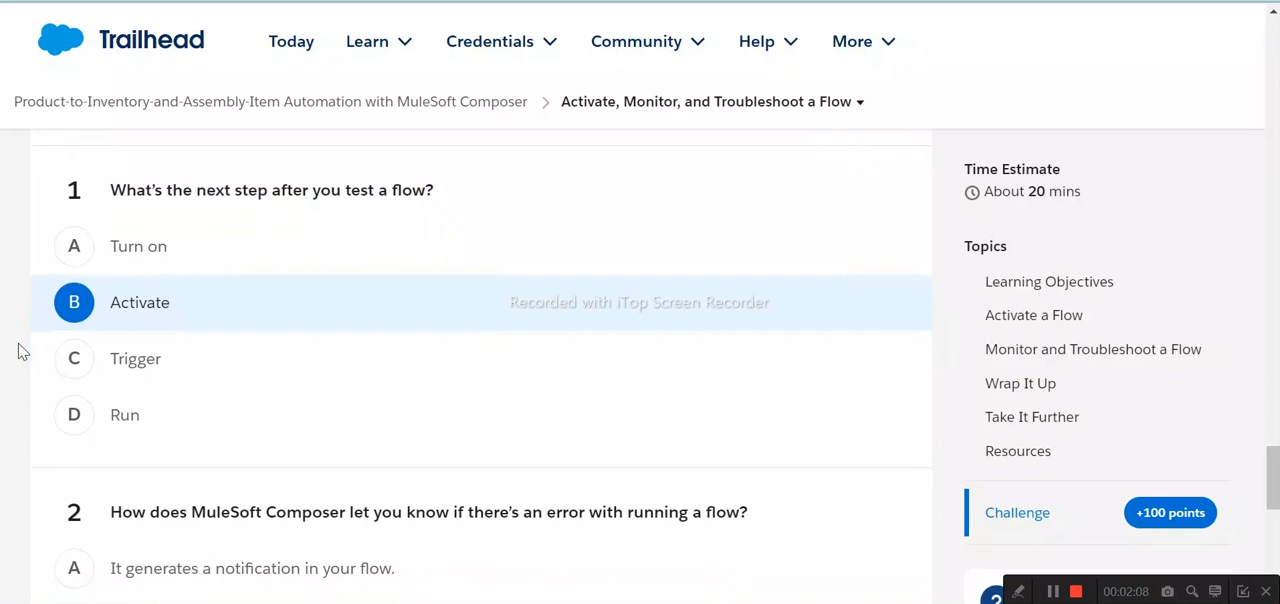 Trailhead
Today Learn Credentials Community Help More
Product-to-Inventory-and-Assembly-Item Automation with MuleSoft Composer > Activate, Monitor, and Troubleshoot a Flow
1 What's the next step after you test a flow?
A Turn on
B Activate
Recorded with iTop Screen Recorder
C Trigger
D Run
2 How does MuleSoft Composer let you know if there's an error with running a flow?
A It generates a notification in your flow.
Time Estimate
About 20 mins
Topics
Learning Objectives
Activate a Flow
Monitor and Troubleshoot a Flow
Wrap It Up
Take It Further
Resources
Challenge +100 points
00:02:08